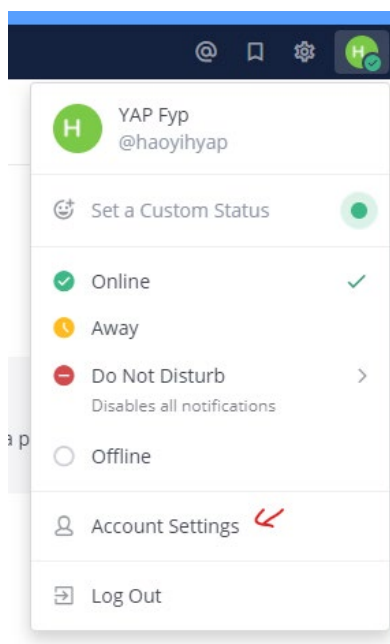 H
H
YAP Fyp
@haoyihyap
Set a Custom Status
Online
Away
Do Not Disturb
Disables all notifications
a p
Offline
Account Settings
Log Out